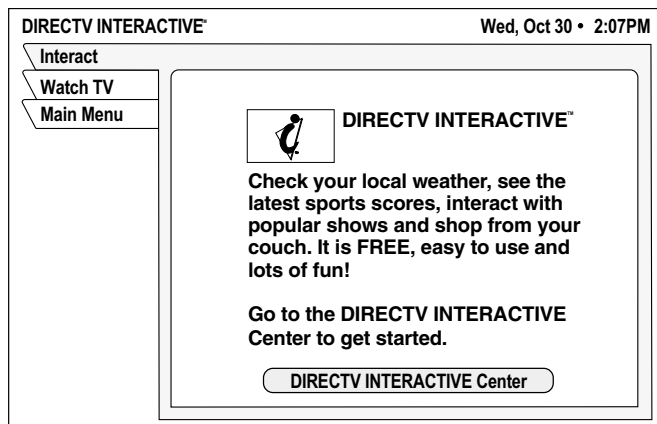 DIRECTV INTERACTIVE™
Wed, Oct 30 • 2:07PM
Interact
Watch TV
Main Menu
i
DIRECTV INTERACTIVE™
Check your local weather, see the
latest sports scores, interact with
popular shows and shop from your
couch. It is FREE, easy to use and
lots of fun!
Go to the DIRECTV INTERACTIVE
Center to get started.
DIRECTV INTERACTIVE Center